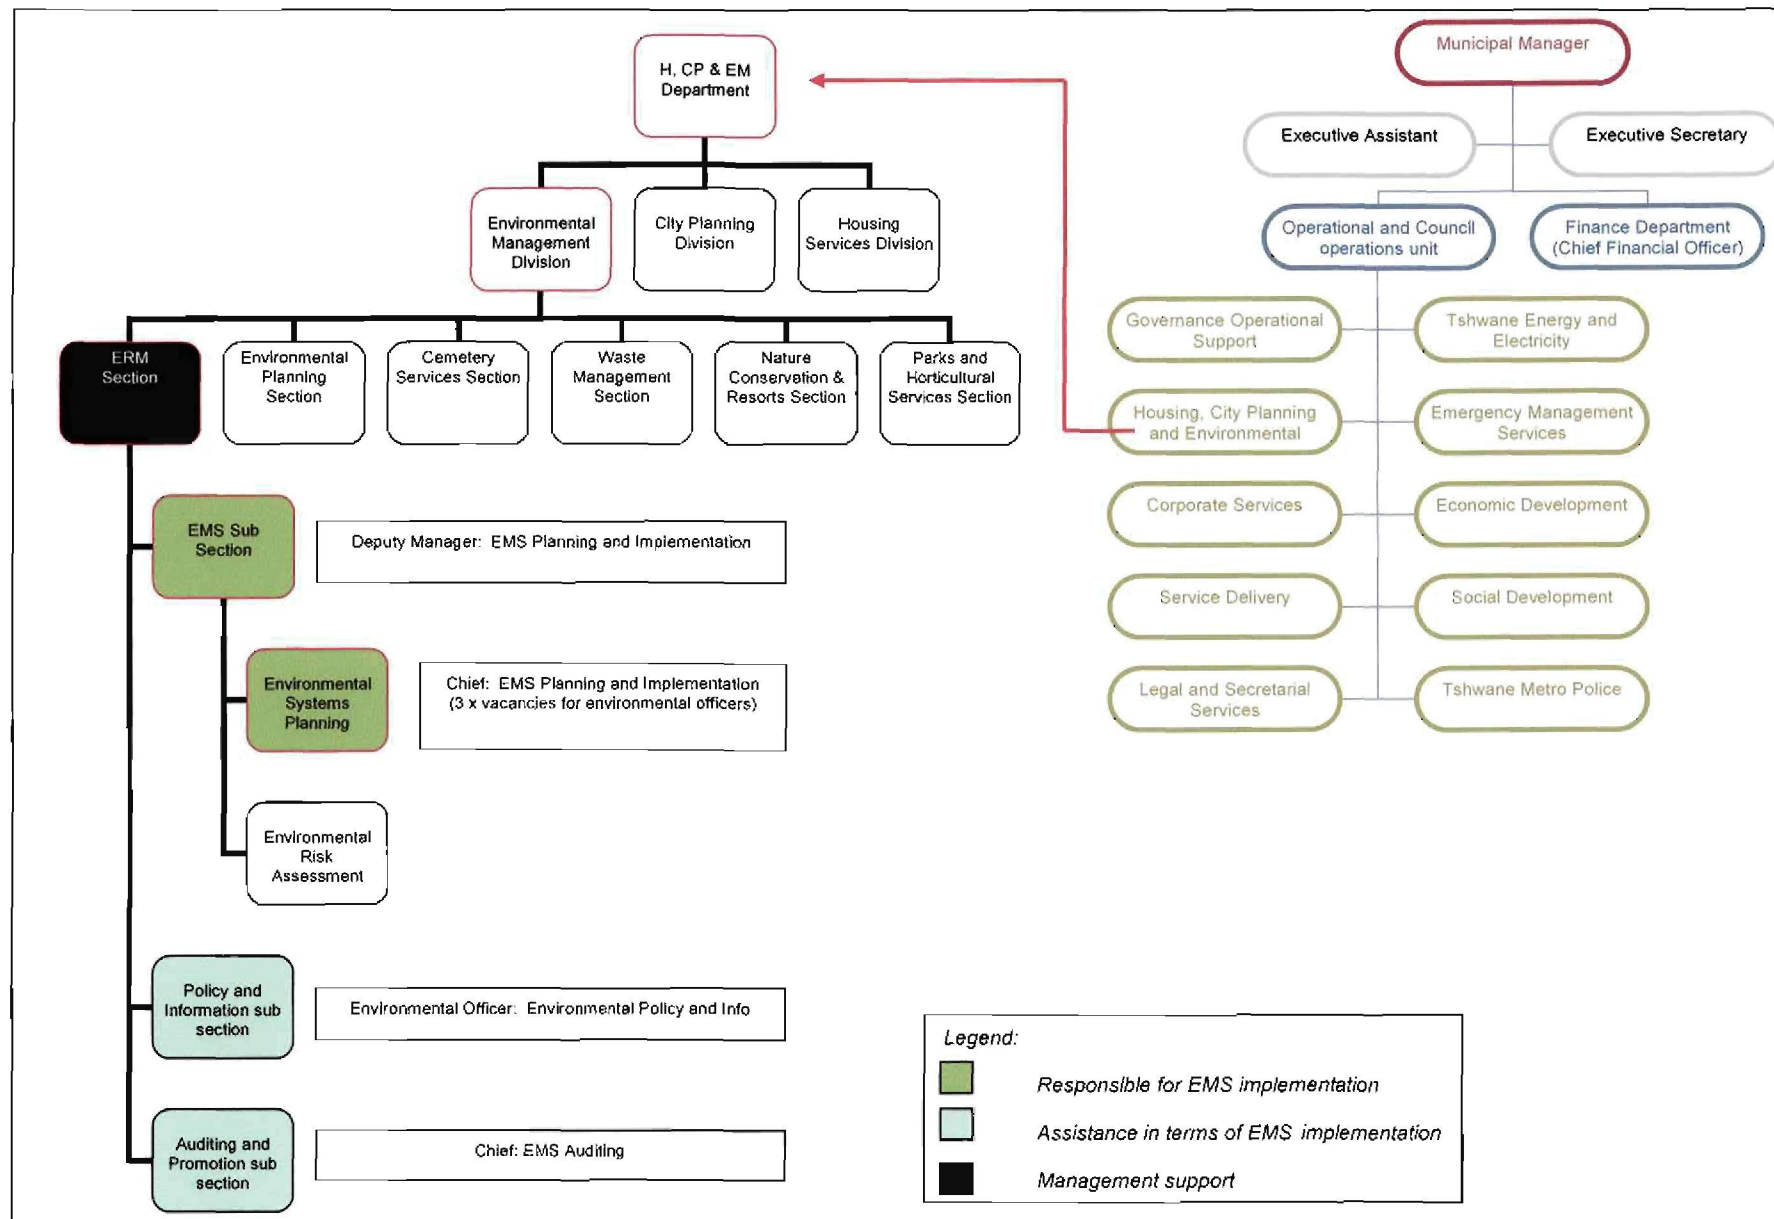 H, CP & EM
Department
Environmental
Management
Division
City Planning
Division
Housing
Services Division
ERM
Section
Environmental
Planning
Section
Cemetery
Services Section
Waste
Management
Section
Nature
Conservation &
Resorts Section
Parks and
Horticultural
Services Section
EMS Sub
Section
Deputy Manager: EMS Planning and Implementation
Environmental
Systems
Planning
Chief: EMS Planning and Implementation
(3 x vacancies for environmental officers)
Environmental
Risk
Assessment
Policy and
Information sub
section
Environmental Officer: Environmental Policy and Info
Auditing and
Promotion sub
section
Chief: EMS Auditing
Municipal Manager
Executive Assistant
Executive Secretary
Operational and Council
operations unit
Finance Department
(Chief Financial Officer)
Governance Operational
Support
Tshwane Energy and
Electricity
Housing, City Planning
and Environmental
Emergency Management
Services
Corporate Services
Economic Development
Service Delivery
Social Development
Legal and Secretarial
Services
Tshwane Metro Police
Legend:
Responsible for EMS implementation
Assistance in terms of EMS implementation
Management support